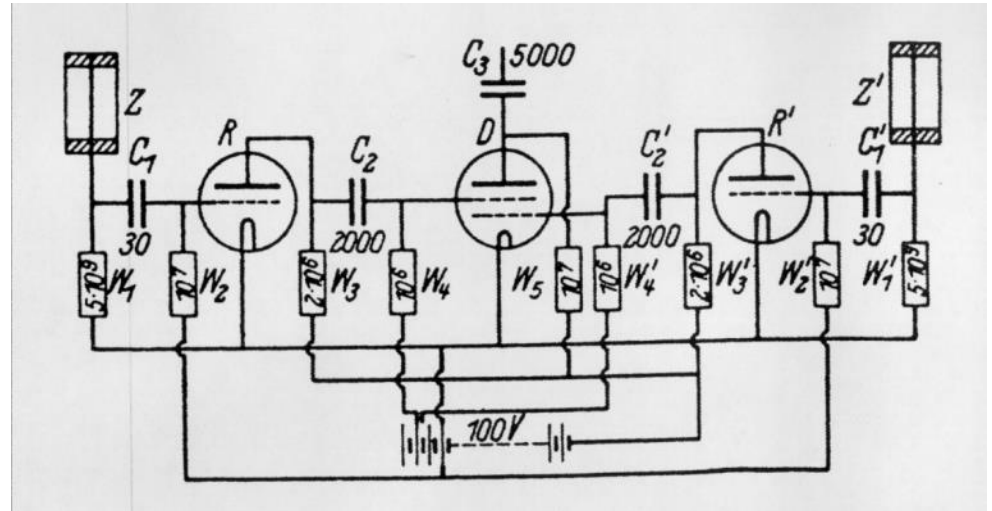 C₃ 5000
Z
Z'
C₁
R
C₂
D
C₂'
R'
C₁'
30
2000
2000
30
5·10⁹ W₁
10⁷ W₂
2·10⁶ W₃
10⁶ W₄
W₅ 10⁷
10⁶ W₄'
2·10⁶ W₃'
W₂' 10⁷
W₁' 5·10⁹
100V